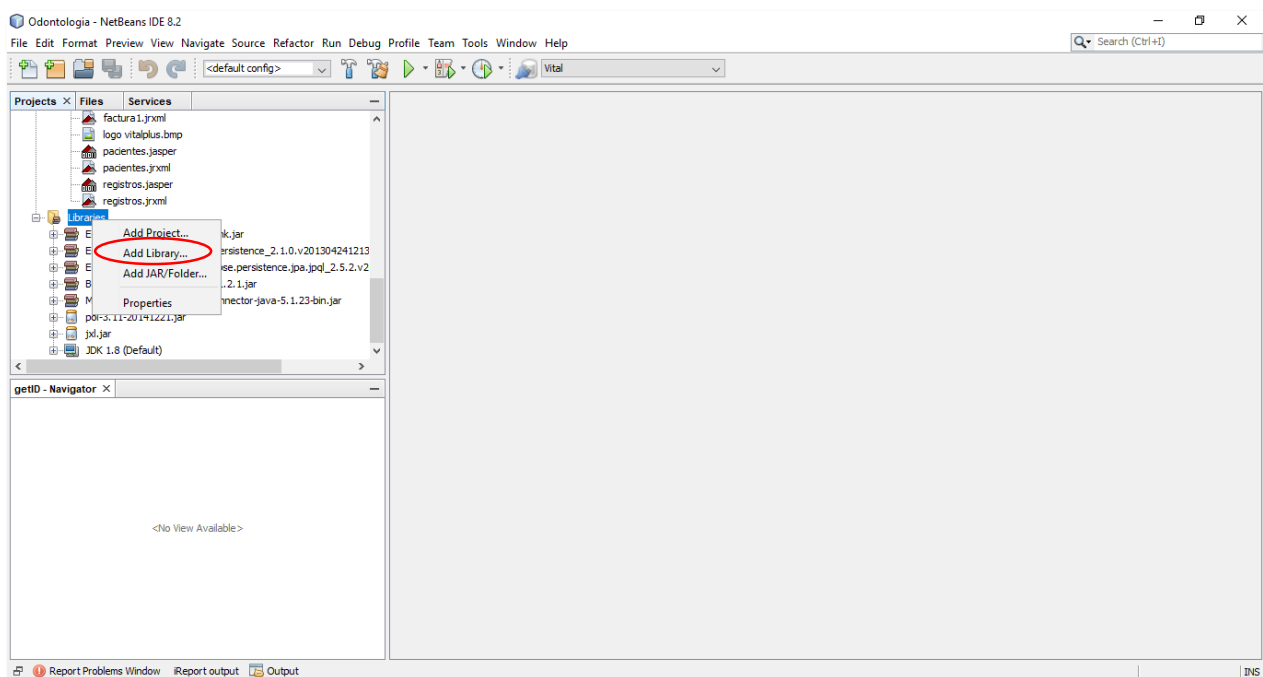 Odontologia - NetBeans IDE 8.2
File Edit Format Preview View Navigate Source Refactor Run Debug Profile Team Tools Window Help
Search (Ctrl+I)
<default config>
Vital
Projects Files Services
factura1.jrxml
logo vitalplus.bmp
pacientes.jasper
pacientes.jrxml
registros.jasper
registros.jrxml
Libraries
Add Project...
E nk.jar
Add Library...
E ersistence_2.1.0.v201304241213
Add JAR/Folder...
E se.persistence.jpa.jpql_2.5.2.v2
B .2.1.jar
Properties
M nnector-java-5.1.23-bin.jar
poi-3.11-20141221.jar
jxl.jar
JDK 1.8 (Default)
getID - Navigator
<No View Available>
Report Problems Window iReport output Output
INS